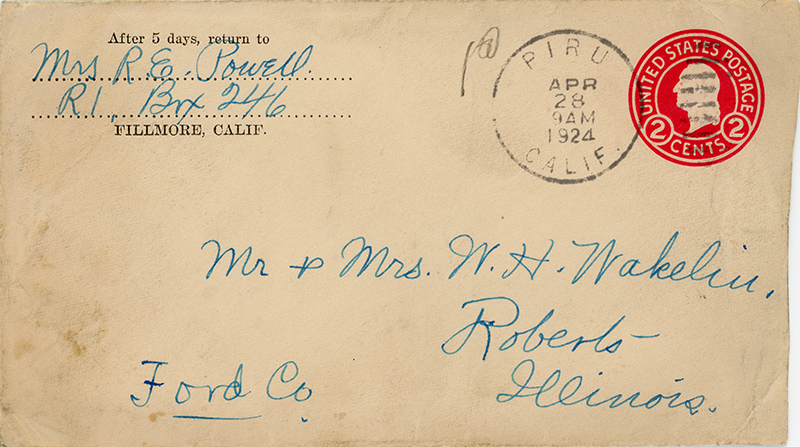 After 5 days, return to
Mrs R. E. Powell.
R1, Box 246
FILLMORE, CALIF.
PIRU
APR
28
9AM
1924
CALIF.
UNITED STATES POSTAGE
2 CENTS 2
Mr + Mrs. W. H. Wakelin,
Roberts
Illinois.
Ford Co.